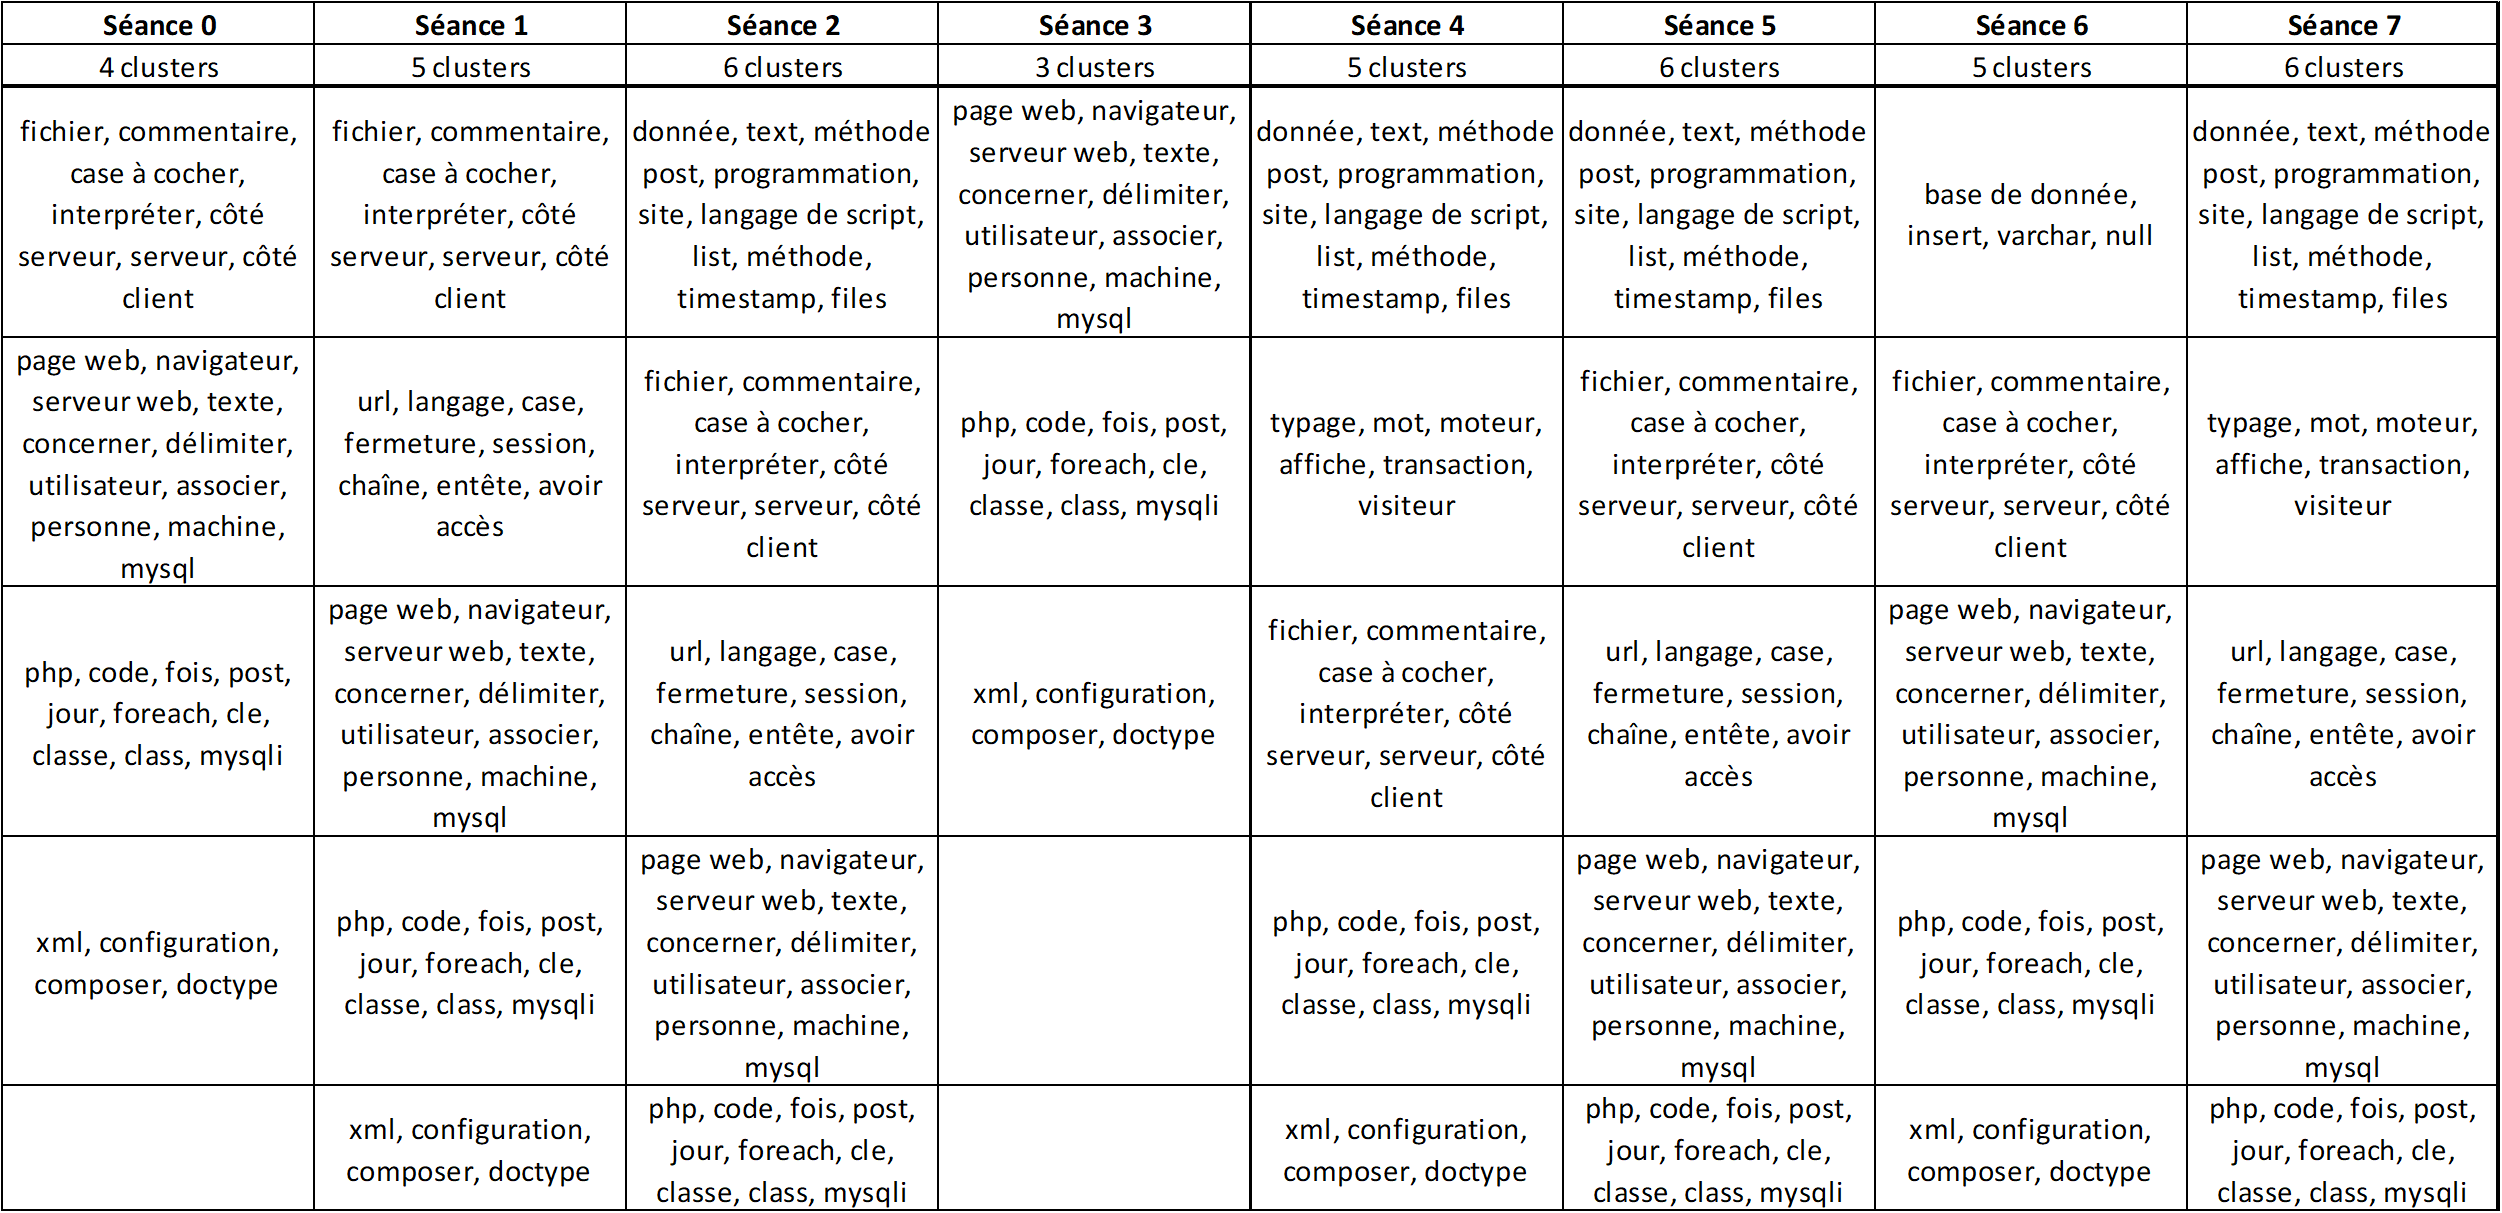 Séance 0
Séance 1
Séance 2
Séance 3
Séance 4
Séance 5
Séance 6
Séance 7
4 clusters
5 clusters
6 clusters
3 clusters
5 clusters
6 clusters
5 clusters
6 clusters
fichier, commentaire,
case à cocher,
interpréter, côté
serveur, serveur, côté
client
fichier, commentaire,
case à cocher,
interpréter, côté
serveur, serveur, côté
client
donnée, text, méthode
post, programmation,
site, langage de script,
list, méthode,
timestamp, files
page web, navigateur,
serveur web, texte,
concerner, délimiter,
utilisateur, associer,
personne, machine,
mysql
donnée, text, méthode
post, programmation,
site, langage de script,
list, méthode,
timestamp, files
donnée, text, méthode
post, programmation,
site, langage de script,
list, méthode,
timestamp, files
base de donnée,
insert, varchar, null
donnée, text, méthode
post, programmation,
site, langage de script,
list, méthode,
timestamp, files
page web, navigateur,
serveur web, texte,
concerner, délimiter,
utilisateur, associer,
personne, machine,
mysql
url, langage, case,
fermeture, session,
chaîne, entête, avoir
accès
fichier, commentaire,
case à cocher,
interpréter, côté
serveur, serveur, côté
client
php, code, fois, post,
jour, foreach, cle,
classe, class, mysqli
typage, mot, moteur,
affiche, transaction,
visiteur
fichier, commentaire,
case à cocher,
interpréter, côté
serveur, serveur, côté
client
fichier, commentaire,
case à cocher,
interpréter, côté
serveur, serveur, côté
client
typage, mot, moteur,
affiche, transaction,
visiteur
php, code, fois, post,
jour, foreach, cle,
classe, class, mysqli
page web, navigateur,
serveur web, texte,
concerner, délimiter,
utilisateur, associer,
personne, machine,
mysql
url, langage, case,
fermeture, session,
chaîne, entête, avoir
accès
xml, configuration,
composer, doctype
fichier, commentaire,
case à cocher,
interpréter, côté
serveur, serveur, côté
client
url, langage, case,
fermeture, session,
chaîne, entête, avoir
accès
page web, navigateur,
serveur web, texte,
concerner, délimiter,
utilisateur, associer,
personne, machine,
mysql
url, langage, case,
fermeture, session,
chaîne, entête, avoir
accès
xml, configuration,
composer, doctype
php, code, fois, post,
jour, foreach, cle,
classe, class, mysqli
page web, navigateur,
serveur web, texte,
concerner, délimiter,
utilisateur, associer,
personne, machine,
mysql
php, code, fois, post,
jour, foreach, cle,
classe, class, mysqli
page web, navigateur,
serveur web, texte,
concerner, délimiter,
utilisateur, associer,
personne, machine,
mysql
php, code, fois, post,
jour, foreach, cle,
classe, class, mysqli
page web, navigateur,
serveur web, texte,
concerner, délimiter,
utilisateur, associer,
personne, machine,
mysql
xml, configuration,
composer, doctype
php, code, fois, post,
jour, foreach, cle,
classe, class, mysqli
xml, configuration,
composer, doctype
php, code, fois, post,
jour, foreach, cle,
classe, class, mysqli
xml, configuration,
composer, doctype
php, code, fois, post,
jour, foreach, cle,
classe, class, mysqli